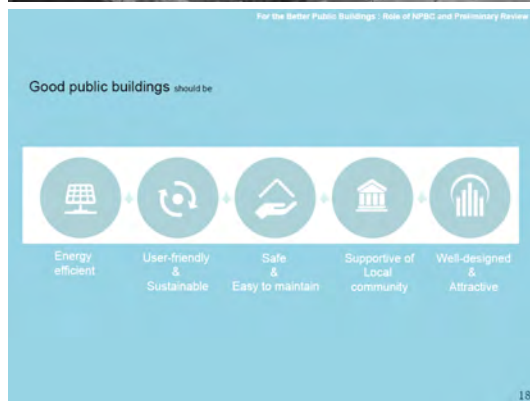 For the Better Public Buildings : Role of NPBC and Preliminary Review
Good public buildings should be
Energy
efficient
User-friendly
&
Sustainable
Safe
&
Easy to maintain
Supportive of
Local
community
Well-designed
&
Attractive